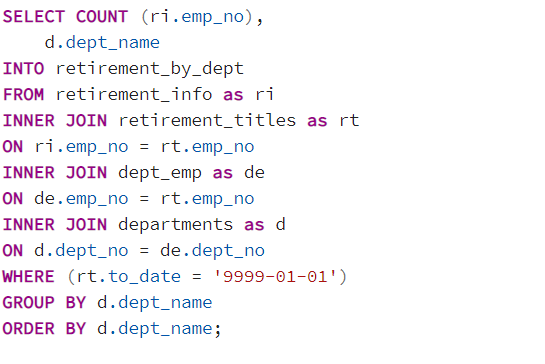 SELECT COUNT (ri.emp_no),
    d.dept_name
INTO retirement_by_dept
FROM retirement_info as ri
INNER JOIN retirement_titles as rt
ON ri.emp_no = rt.emp_no
INNER JOIN dept_emp as de
ON de.emp_no = rt.emp_no
INNER JOIN departments as d
ON d.dept_no = de.dept_no
WHERE (rt.to_date = '9999-01-01')
GROUP BY d.dept_name
ORDER BY d.dept_name;